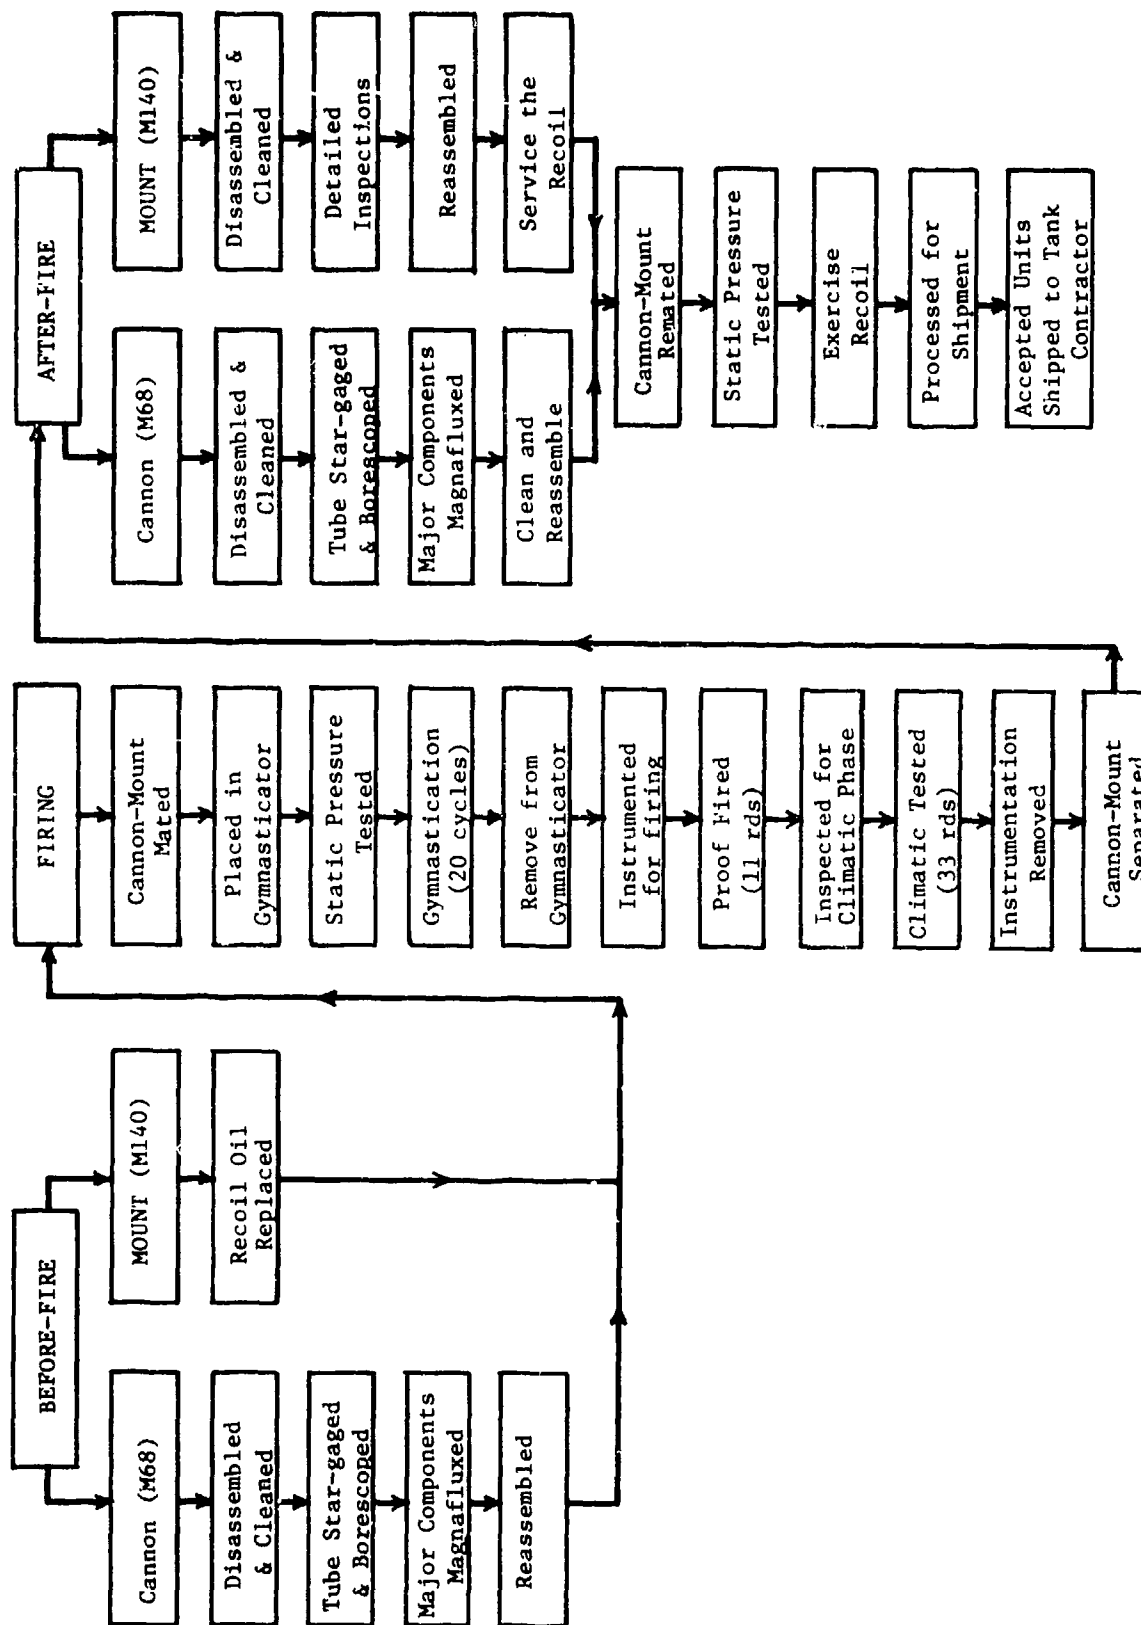 BEFORE-FIRE
Cannon (M68)
Disassembled
& Cleaned
Tube Star-gaged
& Borescoped
Major Components
Magnafluxed
Reassembled
MOUNT (M140)
Recoil Oil
Replaced
FIRING
Cannon-Mount
Mated
Placed in
Gymnasticator
Static Pressure
Tested
Gymnastication
(20 cycles)
Remove from
Gymnasticator
Instrumented
for firing
Proof Fired
(11 rds)
Inspected for
Climatic Phase
Climatic Tested
(33 rds)
Instrumentation
Removed
Cannon-Mount
Separated
AFTER-FIRE
Cannon (M68)
Disassembled &
Cleaned
Tube Star-gaged
& Borescoped
Major Components
Magnafluxed
Clean and
Reassemble
MOUNT (M140)
Disassembled &
Cleaned
Detailed
Inspections
Reassembled
Service the
Recoil
Cannon-Mount
Remated
Static Pressure
Tested
Exercise
Recoil
Processed for
Shipment
Accepted Units
Shipped to Tank
Contractor